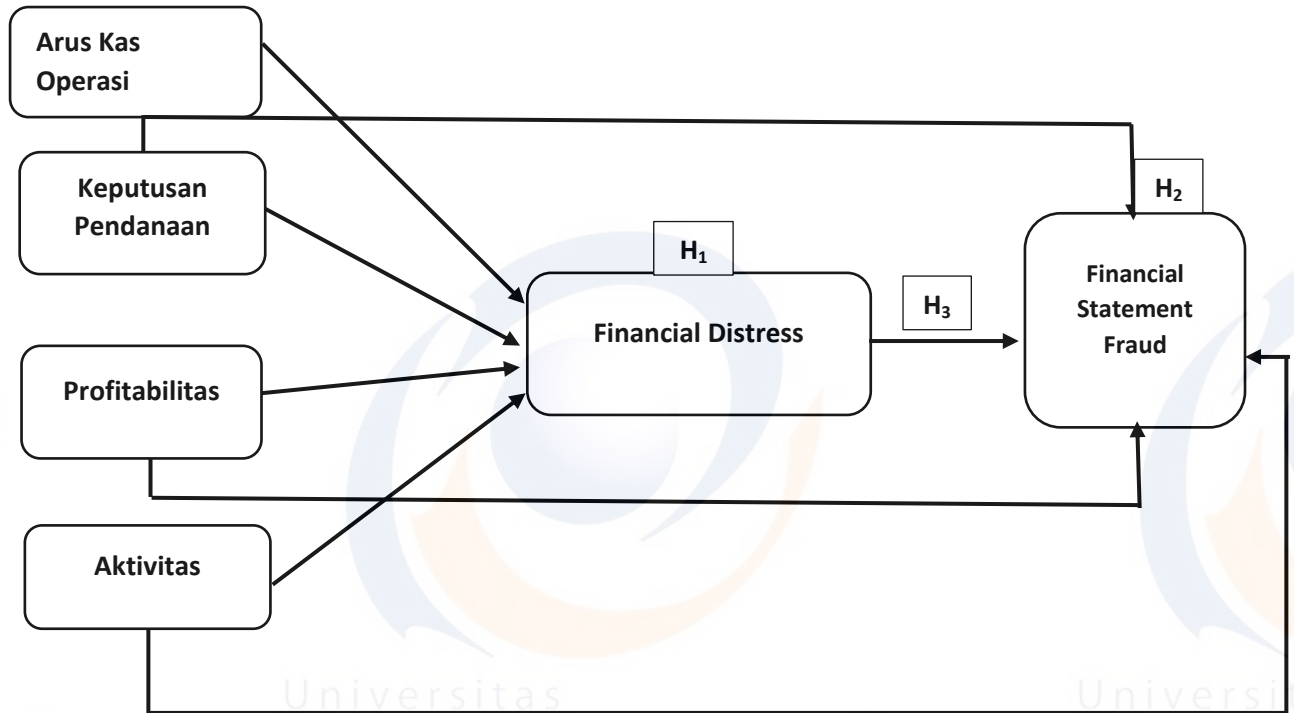 Arus Kas
Operasi
Keputusan
Pendanaan
H₂
H₁
Financial
Statement
Fraud
H₃
Financial Distress
Profitabilitas
Aktivitas
Universitas
Universit